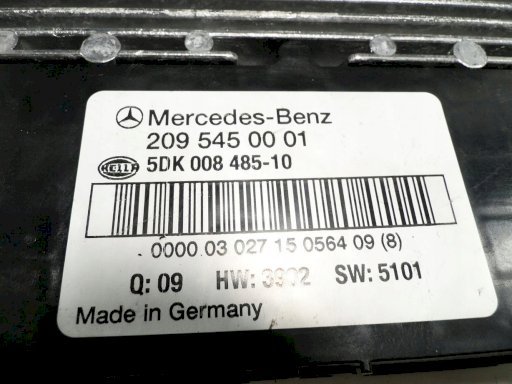 Mercedes-Benz
209 545 00 01
HELLA 5DK 008 485-10
0000 03 027 15 0564 09 (8)
Q: 09 HW: SW: 5101
Made in Germany